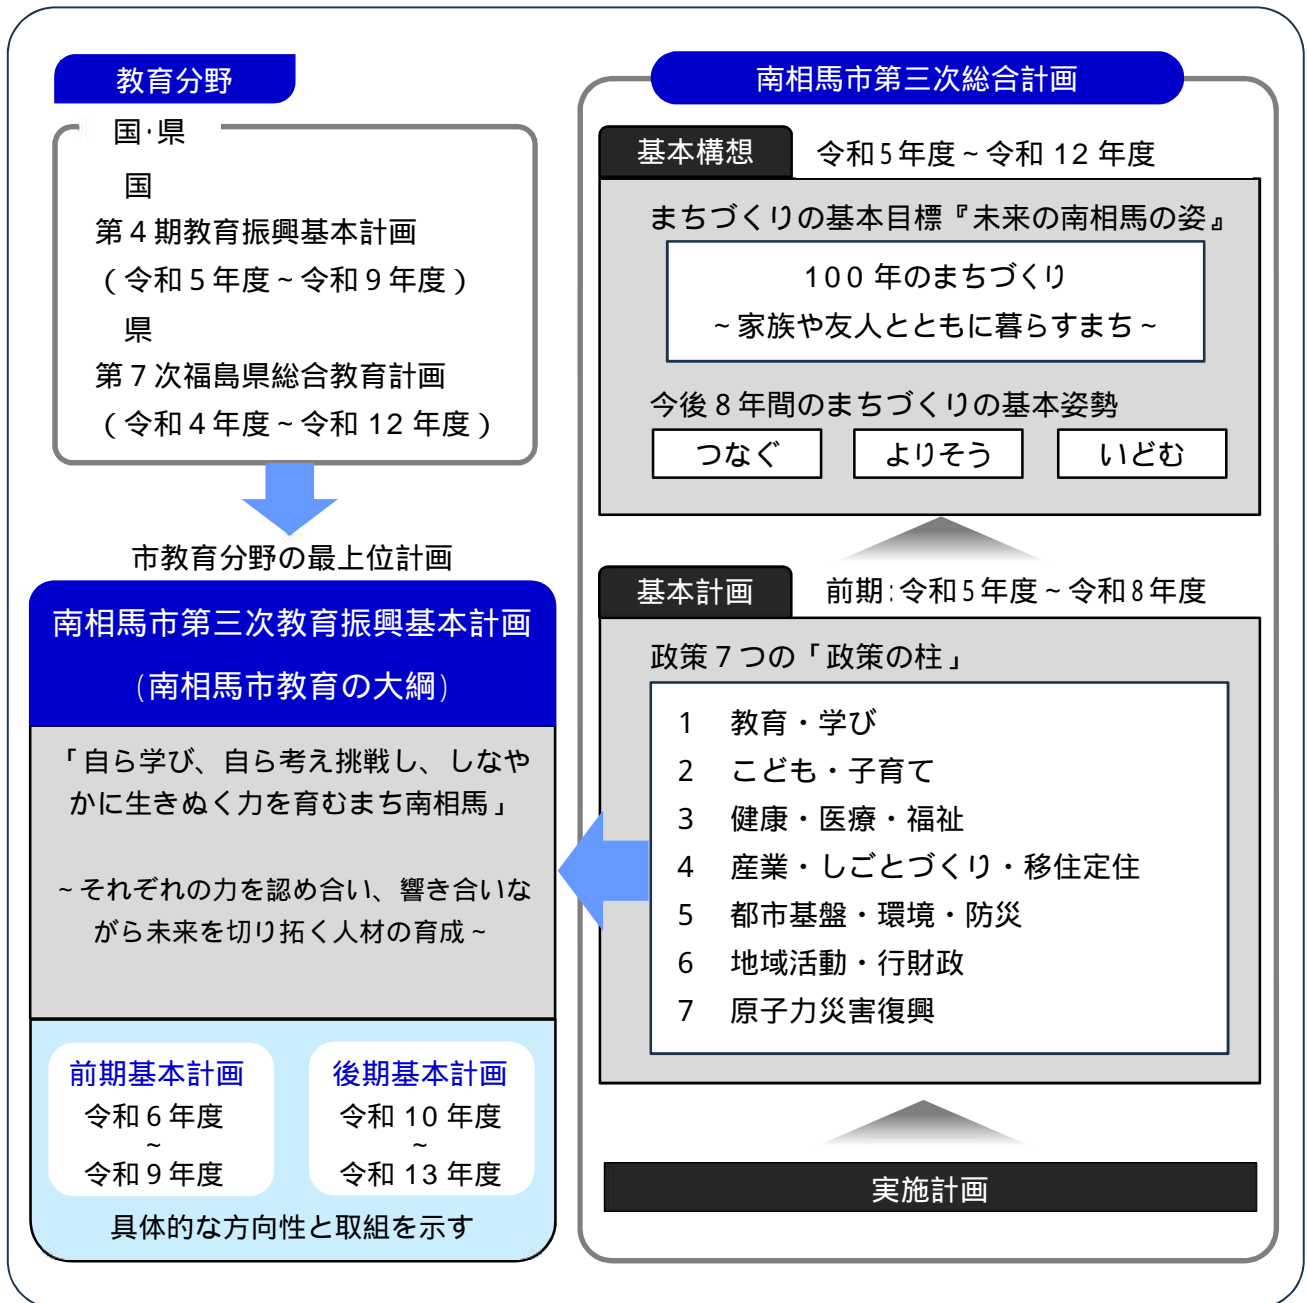 教育分野
国・県
国
第４期教育振興基本計画
（令和５年度～令和９年度）
県
第７次福島県総合教育計画
（令和４年度～令和 12 年度）
市教育分野の最上位計画
南相馬市第三次教育振興基本計画
(南相馬市教育の大綱)
「自ら学び、自ら考え挑戦し、しなや
かに生きぬく力を育むまち南相馬」
～それぞれの力を認め合い、響き合いな
がら未来を切り拓く人材の育成～
前期基本計画
令和６年度
～
令和９年度
後期基本計画
令和 10 年度
～
令和 13 年度
具体的な方向性と取組を示す
南相馬市第三次総合計画
基本構想
令和５年度～令和 12 年度
まちづくりの基本目標『未来の南相馬の姿』
100 年のまちづくり
～家族や友人とともに暮らすまち～
今後８年間のまちづくりの基本姿勢
つなぐ
よりそう
いどむ
基本計画
前期：令和５年度～令和８年度
政策７つの「政策の柱」
1 教育・学び
2 こども・子育て
3 健康・医療・福祉
4 産業・しごとづくり・移住定住
5 都市基盤・環境・防災
6 地域活動・行財政
7 原子力災害復興
実施計画